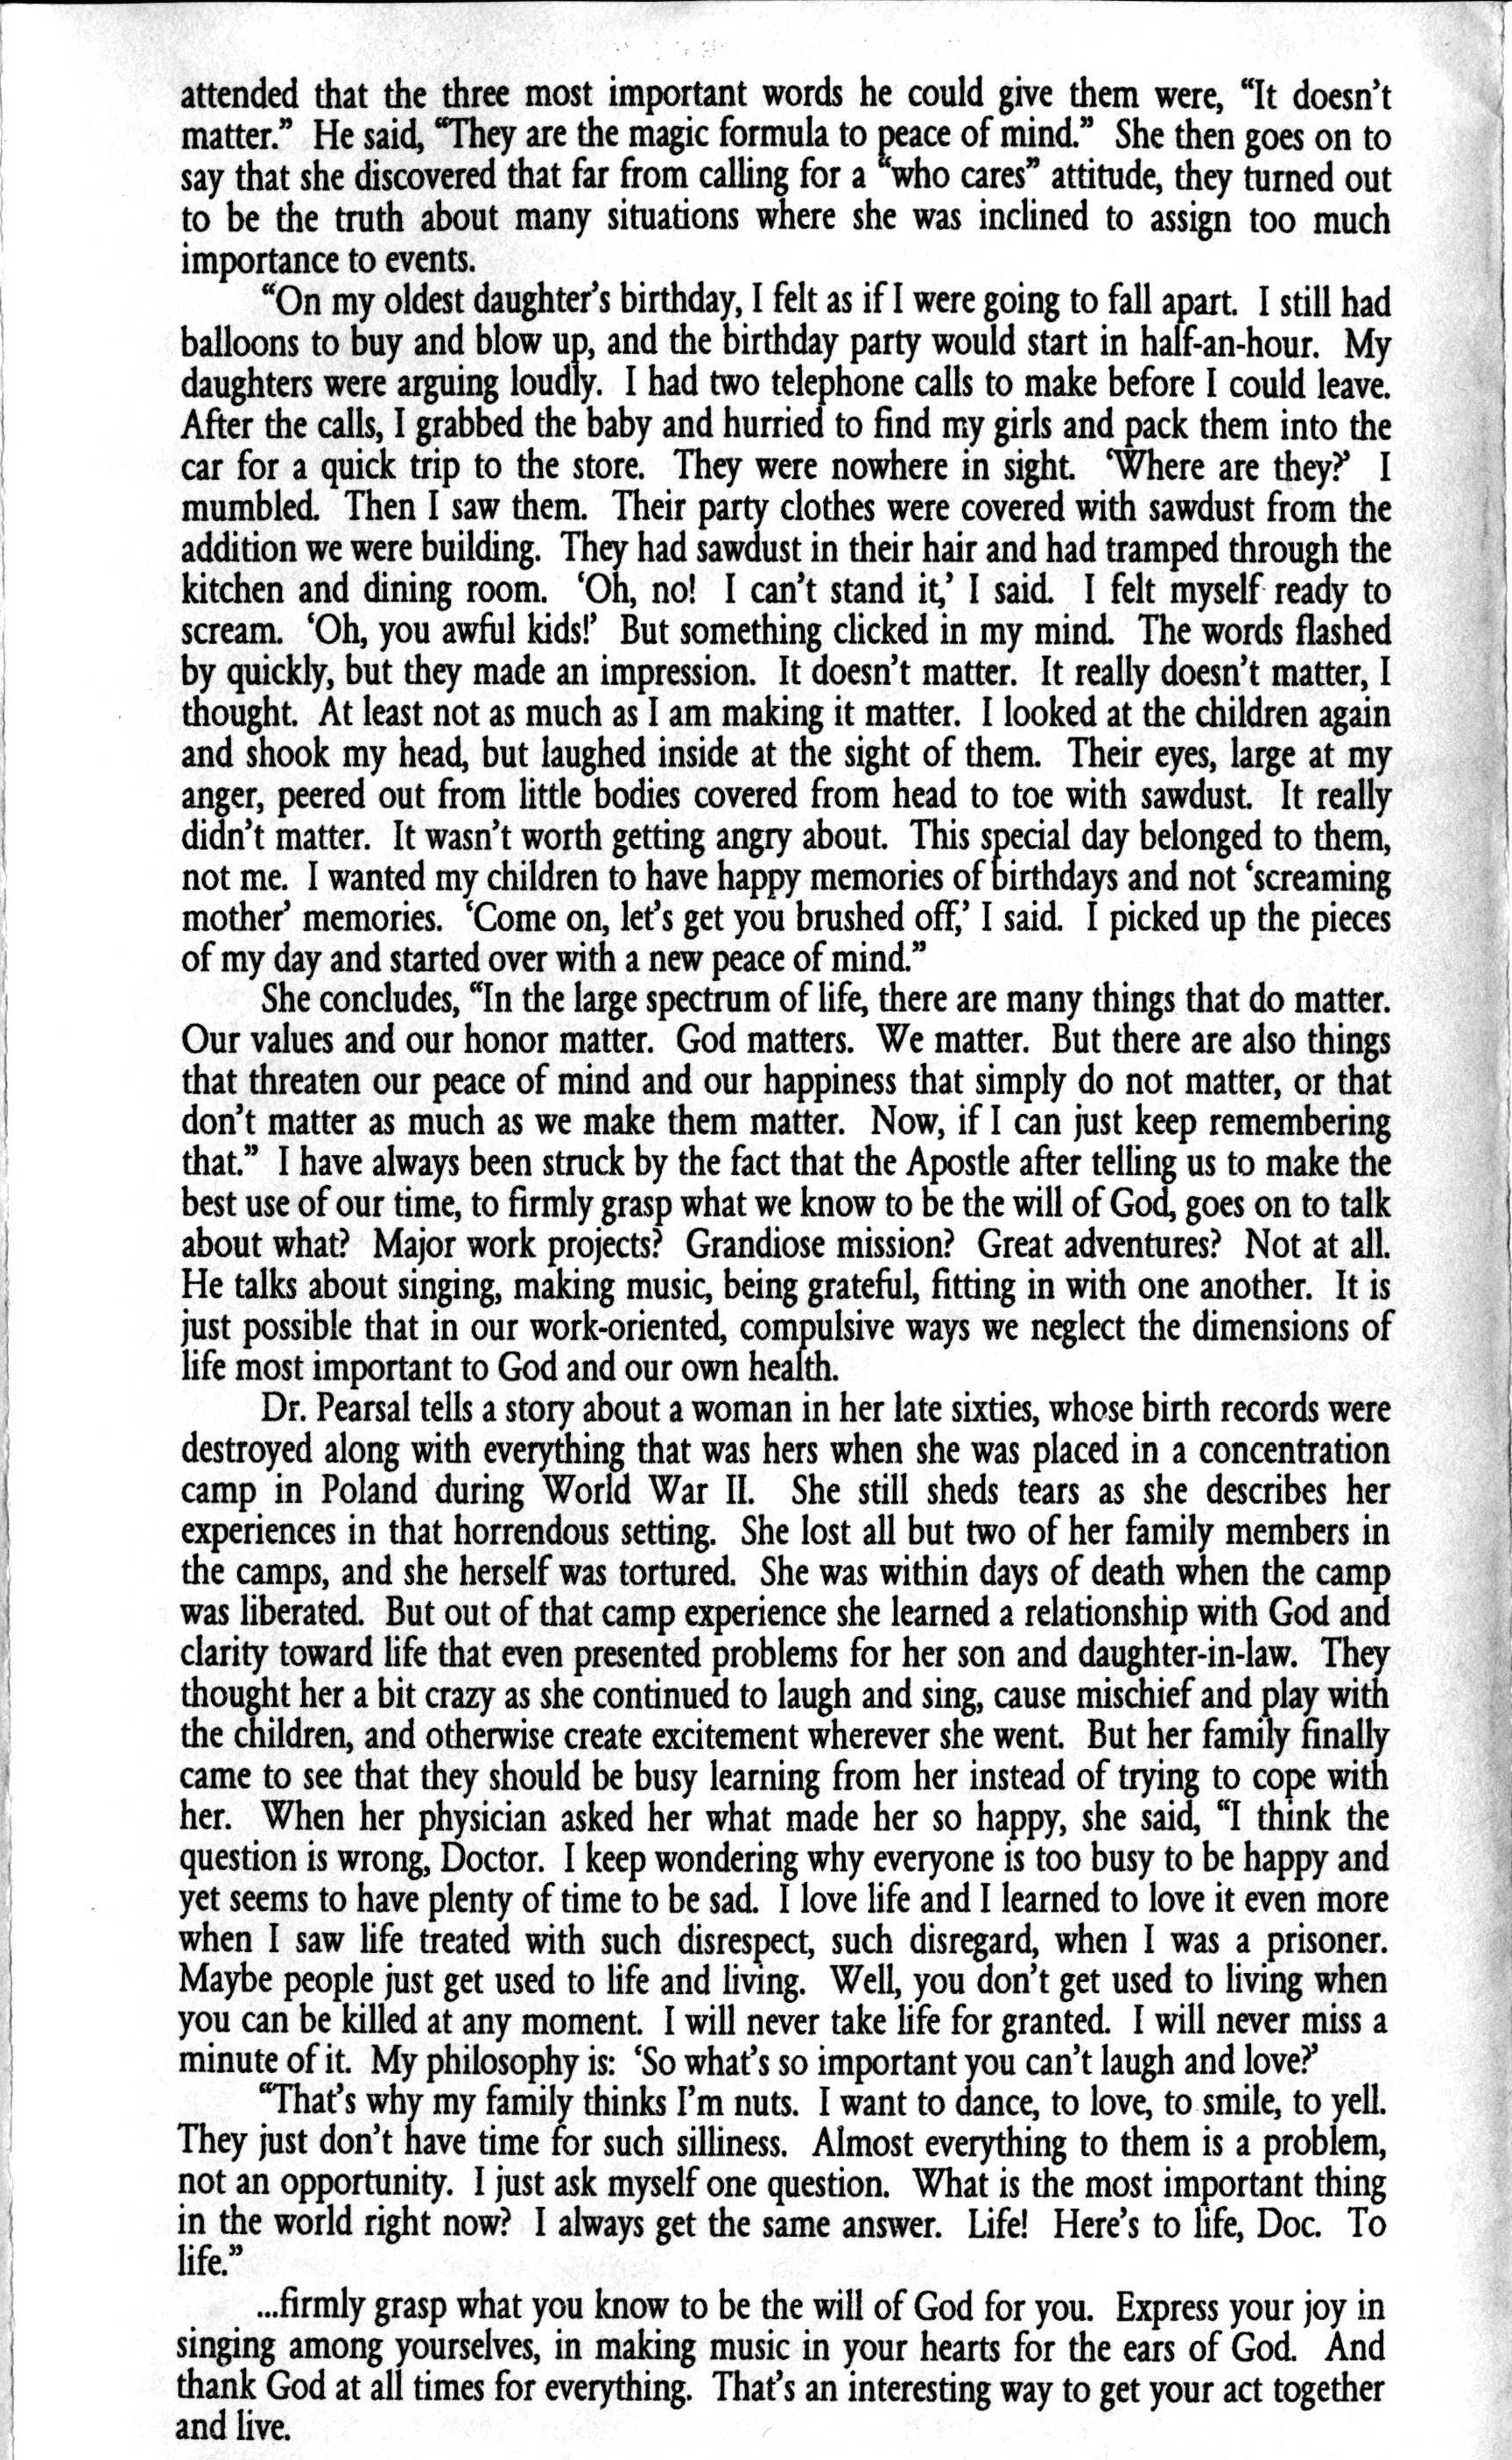 attended that the three most important words he could give them were, “It doesn’t
matter.” He said, “They are the magic formula to peace of mind.” She then goes on to
say that she discovered that far from calling for a “who cares” attitude, they turned out
to be the truth about many situations where she was inclined to assign too much
importance to events.
“On my oldest daughter’s birthday, I felt as if I were going to fall apart. I still had
balloons to buy and blow up, and the birthday party would start in half-an-hour. My
daughters were arguing loudly. I had two telephone calls to make before I could leave.
After the calls, I grabbed the baby and hurried to find my girls and pack them into the
car for a quick trip to the store. They were nowhere in sight. ‘Where are they?’ I
mumbled. Then I saw them. Their party clothes were covered with sawdust from the
addition we were building. They had sawdust in their hair and had tramped through the
kitchen and dining room. ‘Oh, no! I can’t stand it,’ I said. I felt myself ready to
scream. ‘Oh, you awful kids!’ But something clicked in my mind. The words flashed
by quickly, but they made an impression. It doesn’t matter. It really doesn’t matter, I
thought. At least not as much as I am making it matter. I looked at the children again
and shook my head, but laughed inside at the sight of them. Their eyes, large at my
anger, peered out from little bodies covered from head to toe with sawdust. It really
didn’t matter. It wasn’t worth getting angry about. This special day belonged to them,
not me. I wanted my children to have happy memories of birthdays and not ‘screaming
mother’ memories. ‘Come on, let’s get you brushed off,’ I said. I picked up the pieces
of my day and started over with a new peace of mind.”
She concludes, “In the large spectrum of life, there are many things that do matter.
Our values and our honor matter. God matters. We matter. But there are also things
that threaten our peace of mind and our happiness that simply do not matter, or that
don’t matter as much as we make them matter. Now, if I can just keep remembering
that.” I have always been struck by the fact that the Apostle after telling us to make the
best use of our time, to firmly grasp what we know to be the will of God, goes on to talk
about what? Major work projects? Grandiose mission? Great adventures? Not at all.
He talks about singing, making music, being grateful, fitting in with one another. It is
just possible that in our work-oriented, compulsive ways we neglect the dimensions of
life most important to God and our own health.
Dr. Pearsal tells a story about a woman in her late sixties, whose birth records were
destroyed along with everything that was hers when she was placed in a concentration
camp in Poland during World War II. She still sheds tears as she describes her
experiences in that horrendous setting. She lost all but two of her family members in
the camps, and she herself was tortured. She was within days of death when the camp
was liberated. But out of that camp experience she learned a relationship with God and
clarity toward life that even presented problems for her son and daughter-in-law. They
thought her a bit crazy as she continued to laugh and sing, cause mischief and play with
the children, and otherwise create excitement wherever she went. But her family finally
came to see that they should be busy learning from her instead of trying to cope with
her. When her physician asked her what made her so happy, she said, “I think the
question is wrong, Doctor. I keep wondering why everyone is too busy to be happy and
yet seems to have plenty of time to be sad. I love life and I learned to love it even more
when I saw life treated with such disrespect, such disregard, when I was a prisoner.
Maybe people just get used to life and living. Well, you don’t get used to living when
you can be killed at any moment. I will never take life for granted. I will never miss a
minute of it. My philosophy is: ‘So what’s so important you can’t laugh and love?’
“That’s why my family thinks I’m nuts. I want to dance, to love, to smile, to yell.
They just don’t have time for such silliness. Almost everything to them is a problem,
not an opportunity. I just ask myself one question. What is the most important thing
in the world right now? I always get the same answer. Life! Here’s to life, Doc. To
life.”
...firmly grasp what you know to be the will of God for you. Express your joy in
singing among yourselves, in making music in your hearts for the ears of God. And
thank God at all times for everything. That’s an interesting way to get your act together
and live.